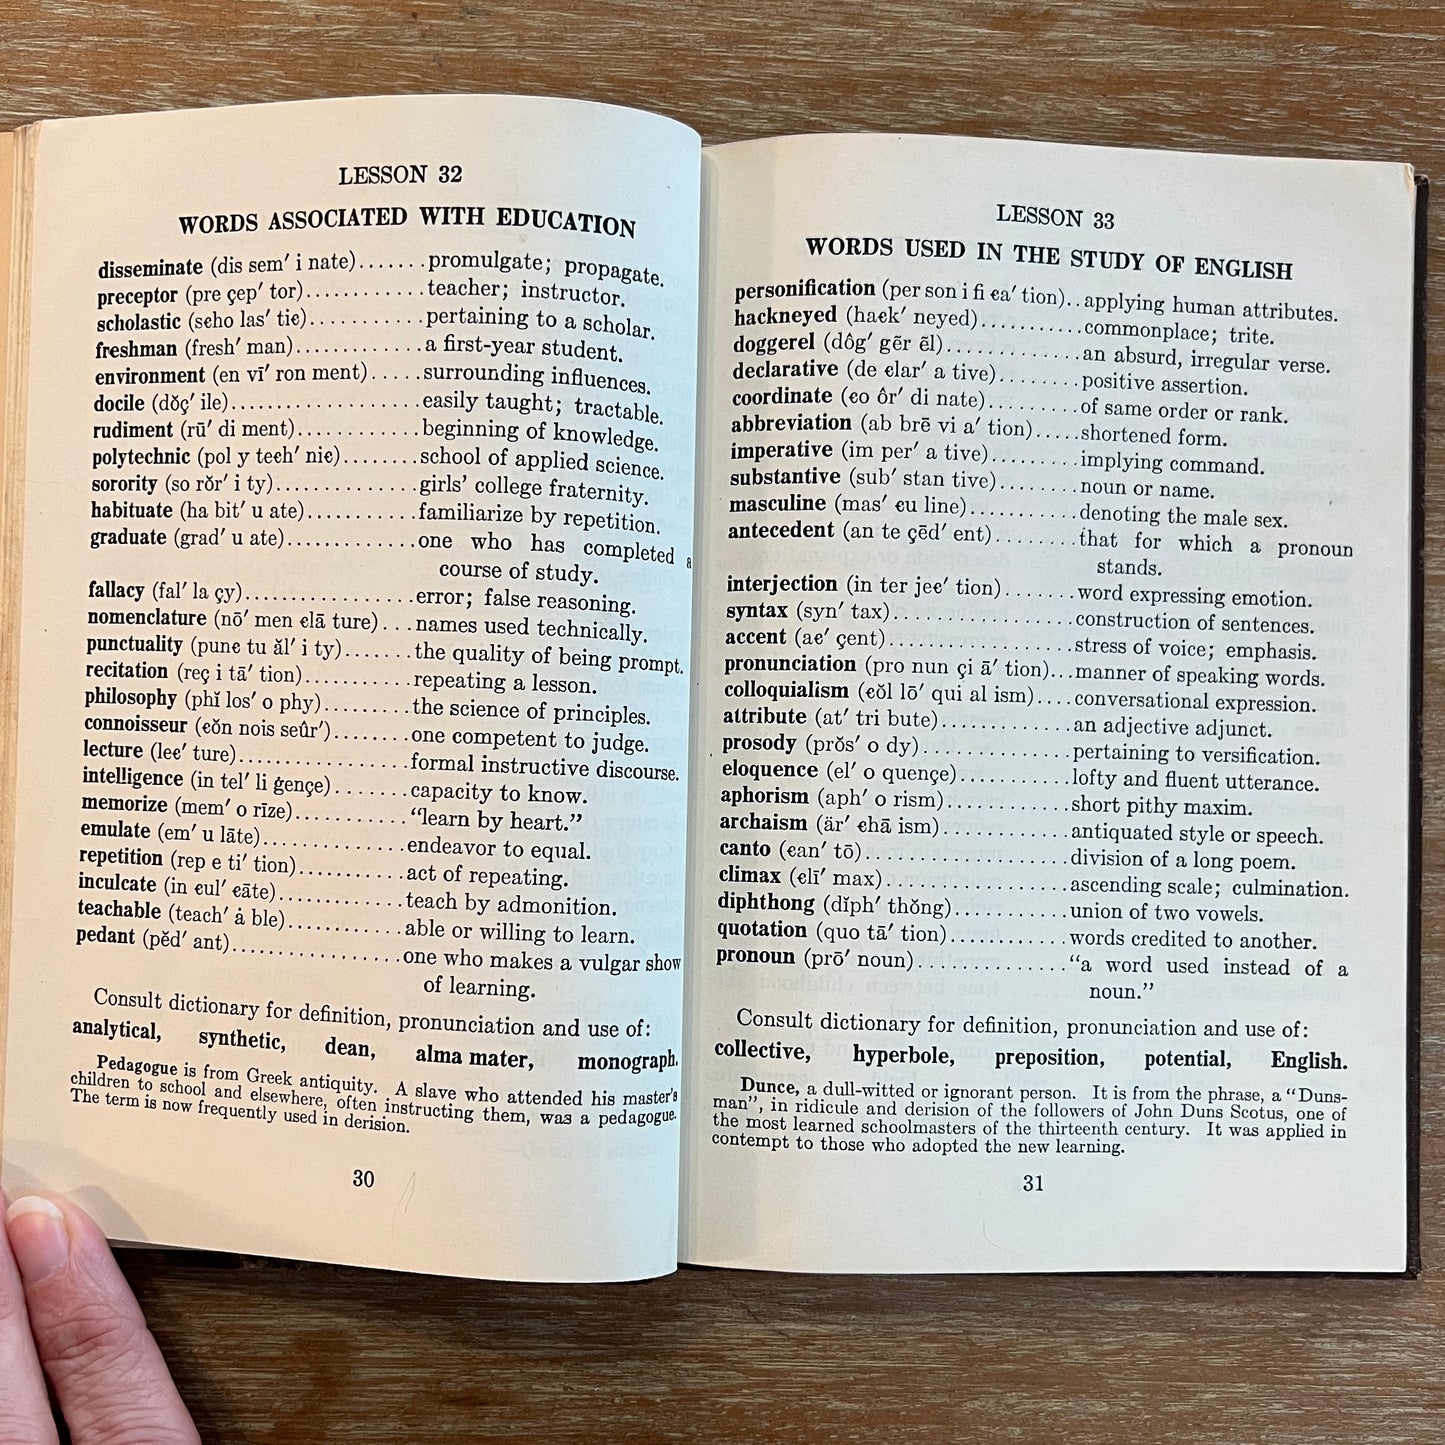 LESSON 32
WORDS ASSOCIATED WITH EDUCATION
disseminate (dis sem′ i nate).......promulgate; propagate.
preceptor (pre çep′ tor)............teacher; instructor.
scholastic (s̶eho las′ tie)............pertaining to a scholar.
freshman (fresh′ man).............a first-year student.
environment (en vī′ ron ment).....surrounding influences.
docile (dŏç′ ile)....................easily taught; tractable.
rudiment (rū′ di ment).............beginning of knowledge.
polytechnic (pol y teeh′ nie)........school of applied science.
sorority (so rŏr′ i ty)...............girls' college fraternity.
habituate (ha bit′ u ate)............familiarize by repetition.
graduate (grad′ u ate)..............one who has completed a
course of study.
fallacy (fal′ la çy).................error; false reasoning.
nomenclature (nō′ men elā ture)...names used technically.
punctuality (pune tu ăl′ i ty).......the quality of being prompt.
recitation (reç i tā′ tion)...........repeating a lesson.
philosophy (phĭ los′ o phy).........the science of principles.
connoisseur (eŏn nois seûr′)........one competent to judge.
lecture (lee′ ture)..................formal instructive discourse.
intelligence (in tel′ li ġençe)........capacity to know.
memorize (mem′ o rīze)..........."learn by heart."
emulate (em′ u lāte)...............endeavor to equal.
repetition (rep e ti′ tion)...........act of repeating.
inculcate (in eul′ eāte).............teach by admonition.
teachable (teach′ ȧ ble)............able or willing to learn.
pedant (pĕd′ ant).................one who makes a vulgar show
of learning.
Consult dictionary for definition, pronunciation and use of:
analytical, synthetic, dean, alma mater, monograph.
Pedagogue is from Greek antiquity. A slave who attended his master's
children to school and elsewhere, often instructing them, was a pedagogue.
The term is now frequently used in derision.
30
LESSON 33
WORDS USED IN THE STUDY OF ENGLISH
personification (per son i fi ea′ tion)..applying human attributes.
hackneyed (haek′ neyed)...........commonplace; trite.
doggerel (dôg′ gẽr ẽl)..............an absurd, irregular verse.
declarative (de elar′ a tive)........positive assertion.
coordinate (eo ôr′ di nate).........of same order or rank.
abbreviation (ab brē vi a′ tion).....shortened form.
imperative (im per′ a tive).........implying command.
substantive (sub′ stan tive)........noun or name.
masculine (mas′ eu line)...........denoting the male sex.
antecedent (an te çēd′ ent)........that for which a pronoun
stands.
interjection (in ter jee′ tion).......word expressing emotion.
syntax (syn′ tax)..................construction of sentences.
accent (ae′ çent)..................stress of voice; emphasis.
pronunciation (pro nun çi ā′ tion)...manner of speaking words.
colloquialism (eŏl lō′ qui al ism)....conversational expression.
attribute (at′ tri bute).............an adjective adjunct.
prosody (prŏs′ o dy)...............pertaining to versification.
eloquence (el′ o quençe)...........lofty and fluent utterance.
aphorism (aph′ o rism)............short pithy maxim.
archaism (är′ ehā ism).............antiquated style or speech.
canto (ean′ tō)....................division of a long poem.
climax (elī′ max)..................ascending scale; culmination.
diphthong (dĭph′ thŏng)...........union of two vowels.
quotation (quo tā′ tion)...........words credited to another.
pronoun (prō′ noun)..............."a word used instead of a
noun."
Consult dictionary for definition, pronunciation and use of:
collective, hyperbole, preposition, potential, English.
Dunce, a dull-witted or ignorant person. It is from the phrase, a "Duns-
man", in ridicule and derision of the followers of John Duns Scotus, one of
the most learned schoolmasters of the thirteenth century. It was applied in
contempt to those who adopted the new learning.
31